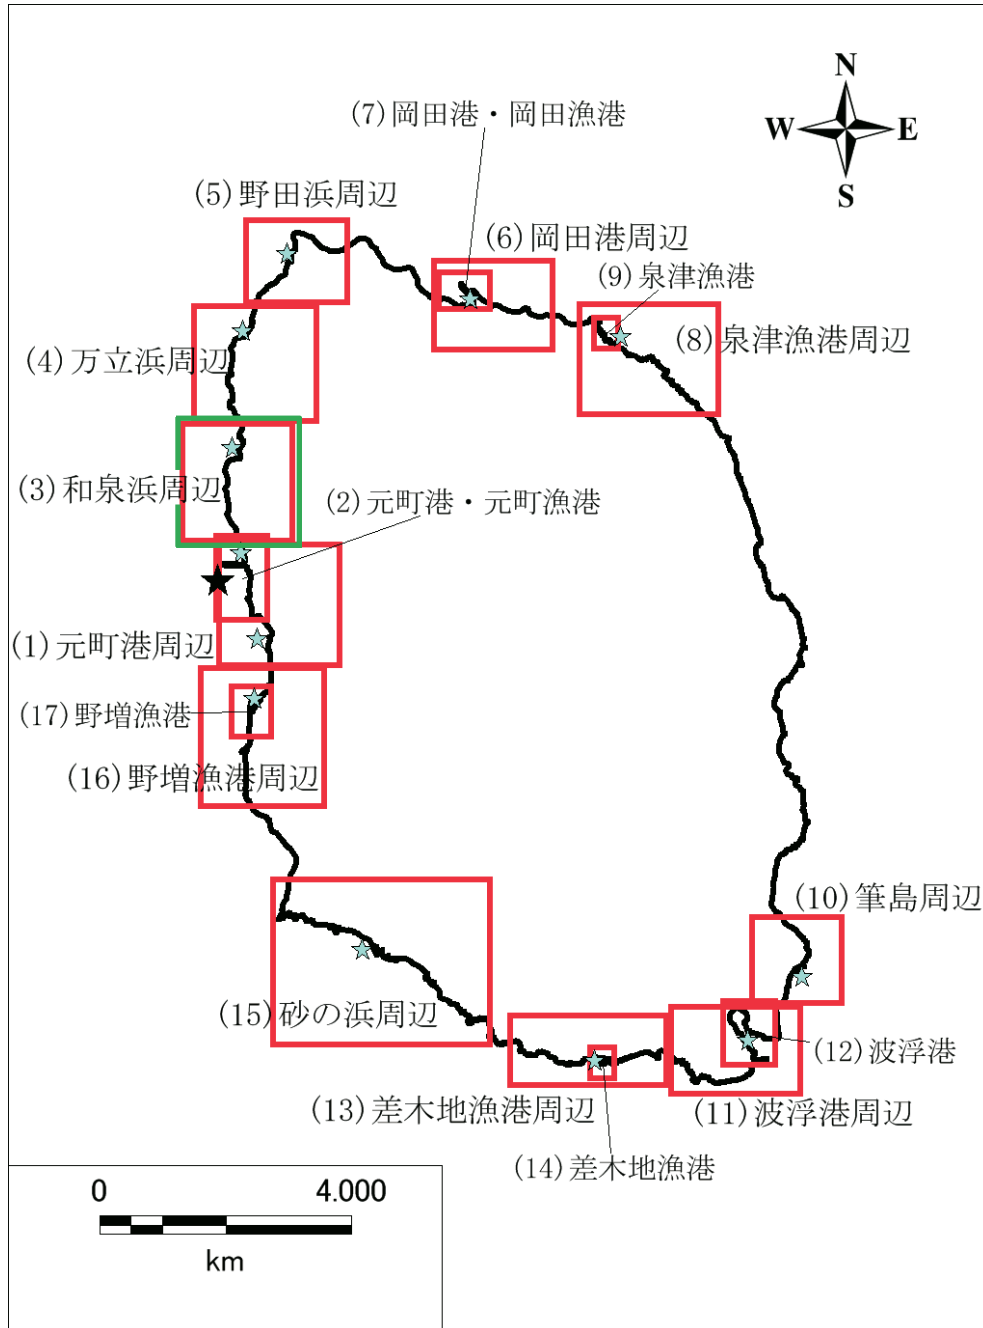 (7)岡田港・岡田漁港
N
W
E
S
(5)野田浜周辺
(6)岡田港周辺
(9)泉津漁港
(8)泉津漁港周辺
(4)万立浜周辺
(3)和泉浜周辺
(2)元町港・元町漁港
(1)元町港周辺
(17)野増漁港
(16)野増漁港周辺
(10)筆島周辺
(15)砂の浜周辺
(12)波浮港
(13)差木地漁港周辺
(11)波浮港周辺
(14)差木地漁港
0
4.000
km